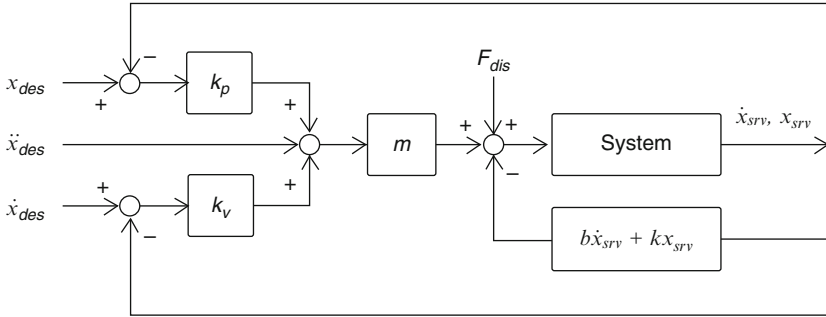 −
x_des
+
k_p
+
F_dis
ẍ_des
m
+
+
System
ẋ_srv, x_srv
−
ẋ_des
+
−
k_v
+
bẋ_srv + kx_srv